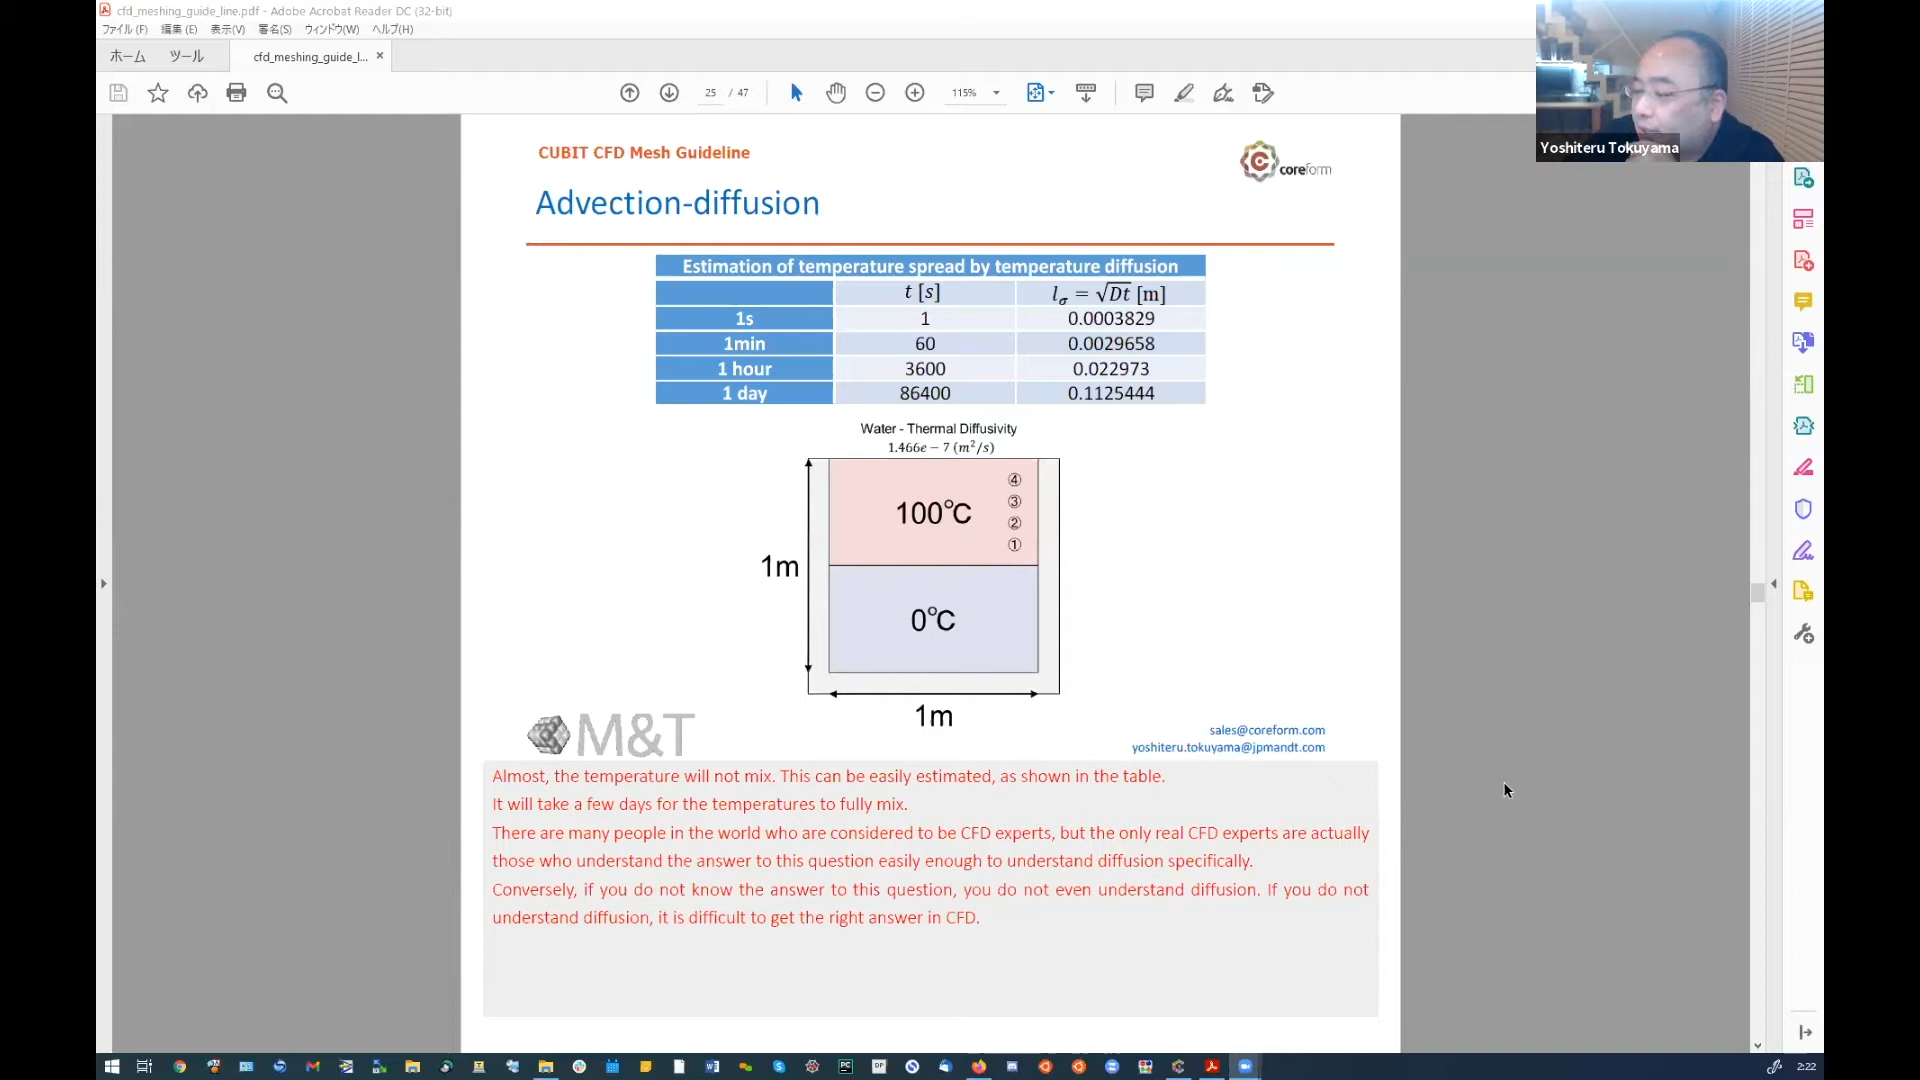 cfd_meshing_guide_line.pdf - Adobe Acrobat Reader DC (32-bit)
ファイル(F) 編集(E) 表示(V) 署名(S) ウィンドウ(W) ヘルプ(H)
ホーム ツール cfd_meshing_guide_l... ×
25 / 47 115%
Yoshiteru Tokuyama
CUBIT CFD Mesh Guideline
coreform
Advection-diffusion
Estimation of temperature spread by temperature diffusion
t [s] lσ = √Dt [m]
1s 1 0.0003829
1min 60 0.0029658
1 hour 3600 0.022973
1 day 86400 0.1125444
Water - Thermal Diffusivity
1.466e − 7 (m²/s)
④
100℃ ③
②
①
1m
0℃
1m
M&T
sales@coreform.com
yoshiteru.tokuyama@jpmandt.com
Almost, the temperature will not mix. This can be easily estimated, as shown in the table.
It will take a few days for the temperatures to fully mix.
There are many people in the world who are considered to be CFD experts, but the only real CFD experts are actually
those who understand the answer to this question easily enough to understand diffusion specifically.
Conversely, if you do not know the answer to this question, you do not even understand diffusion. If you do not
understand diffusion, it is difficult to get the right answer in CFD.
2:22